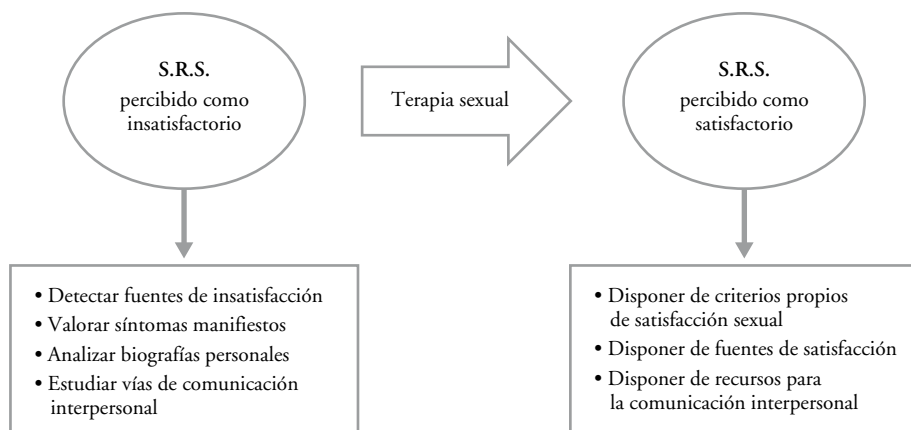 S.R.S.
percibido como
insatisfactorio
Terapia sexual
S.R.S.
percibido como
satisfactorio
• Detectar fuentes de insatisfacción
• Valorar síntomas manifiestos
• Analizar biografías personales
• Estudiar vías de comunicación
interpersonal
• Disponer de criterios propios
de satisfacción sexual
• Disponer de fuentes de satisfacción
• Disponer de recursos para
la comunicación interpersonal